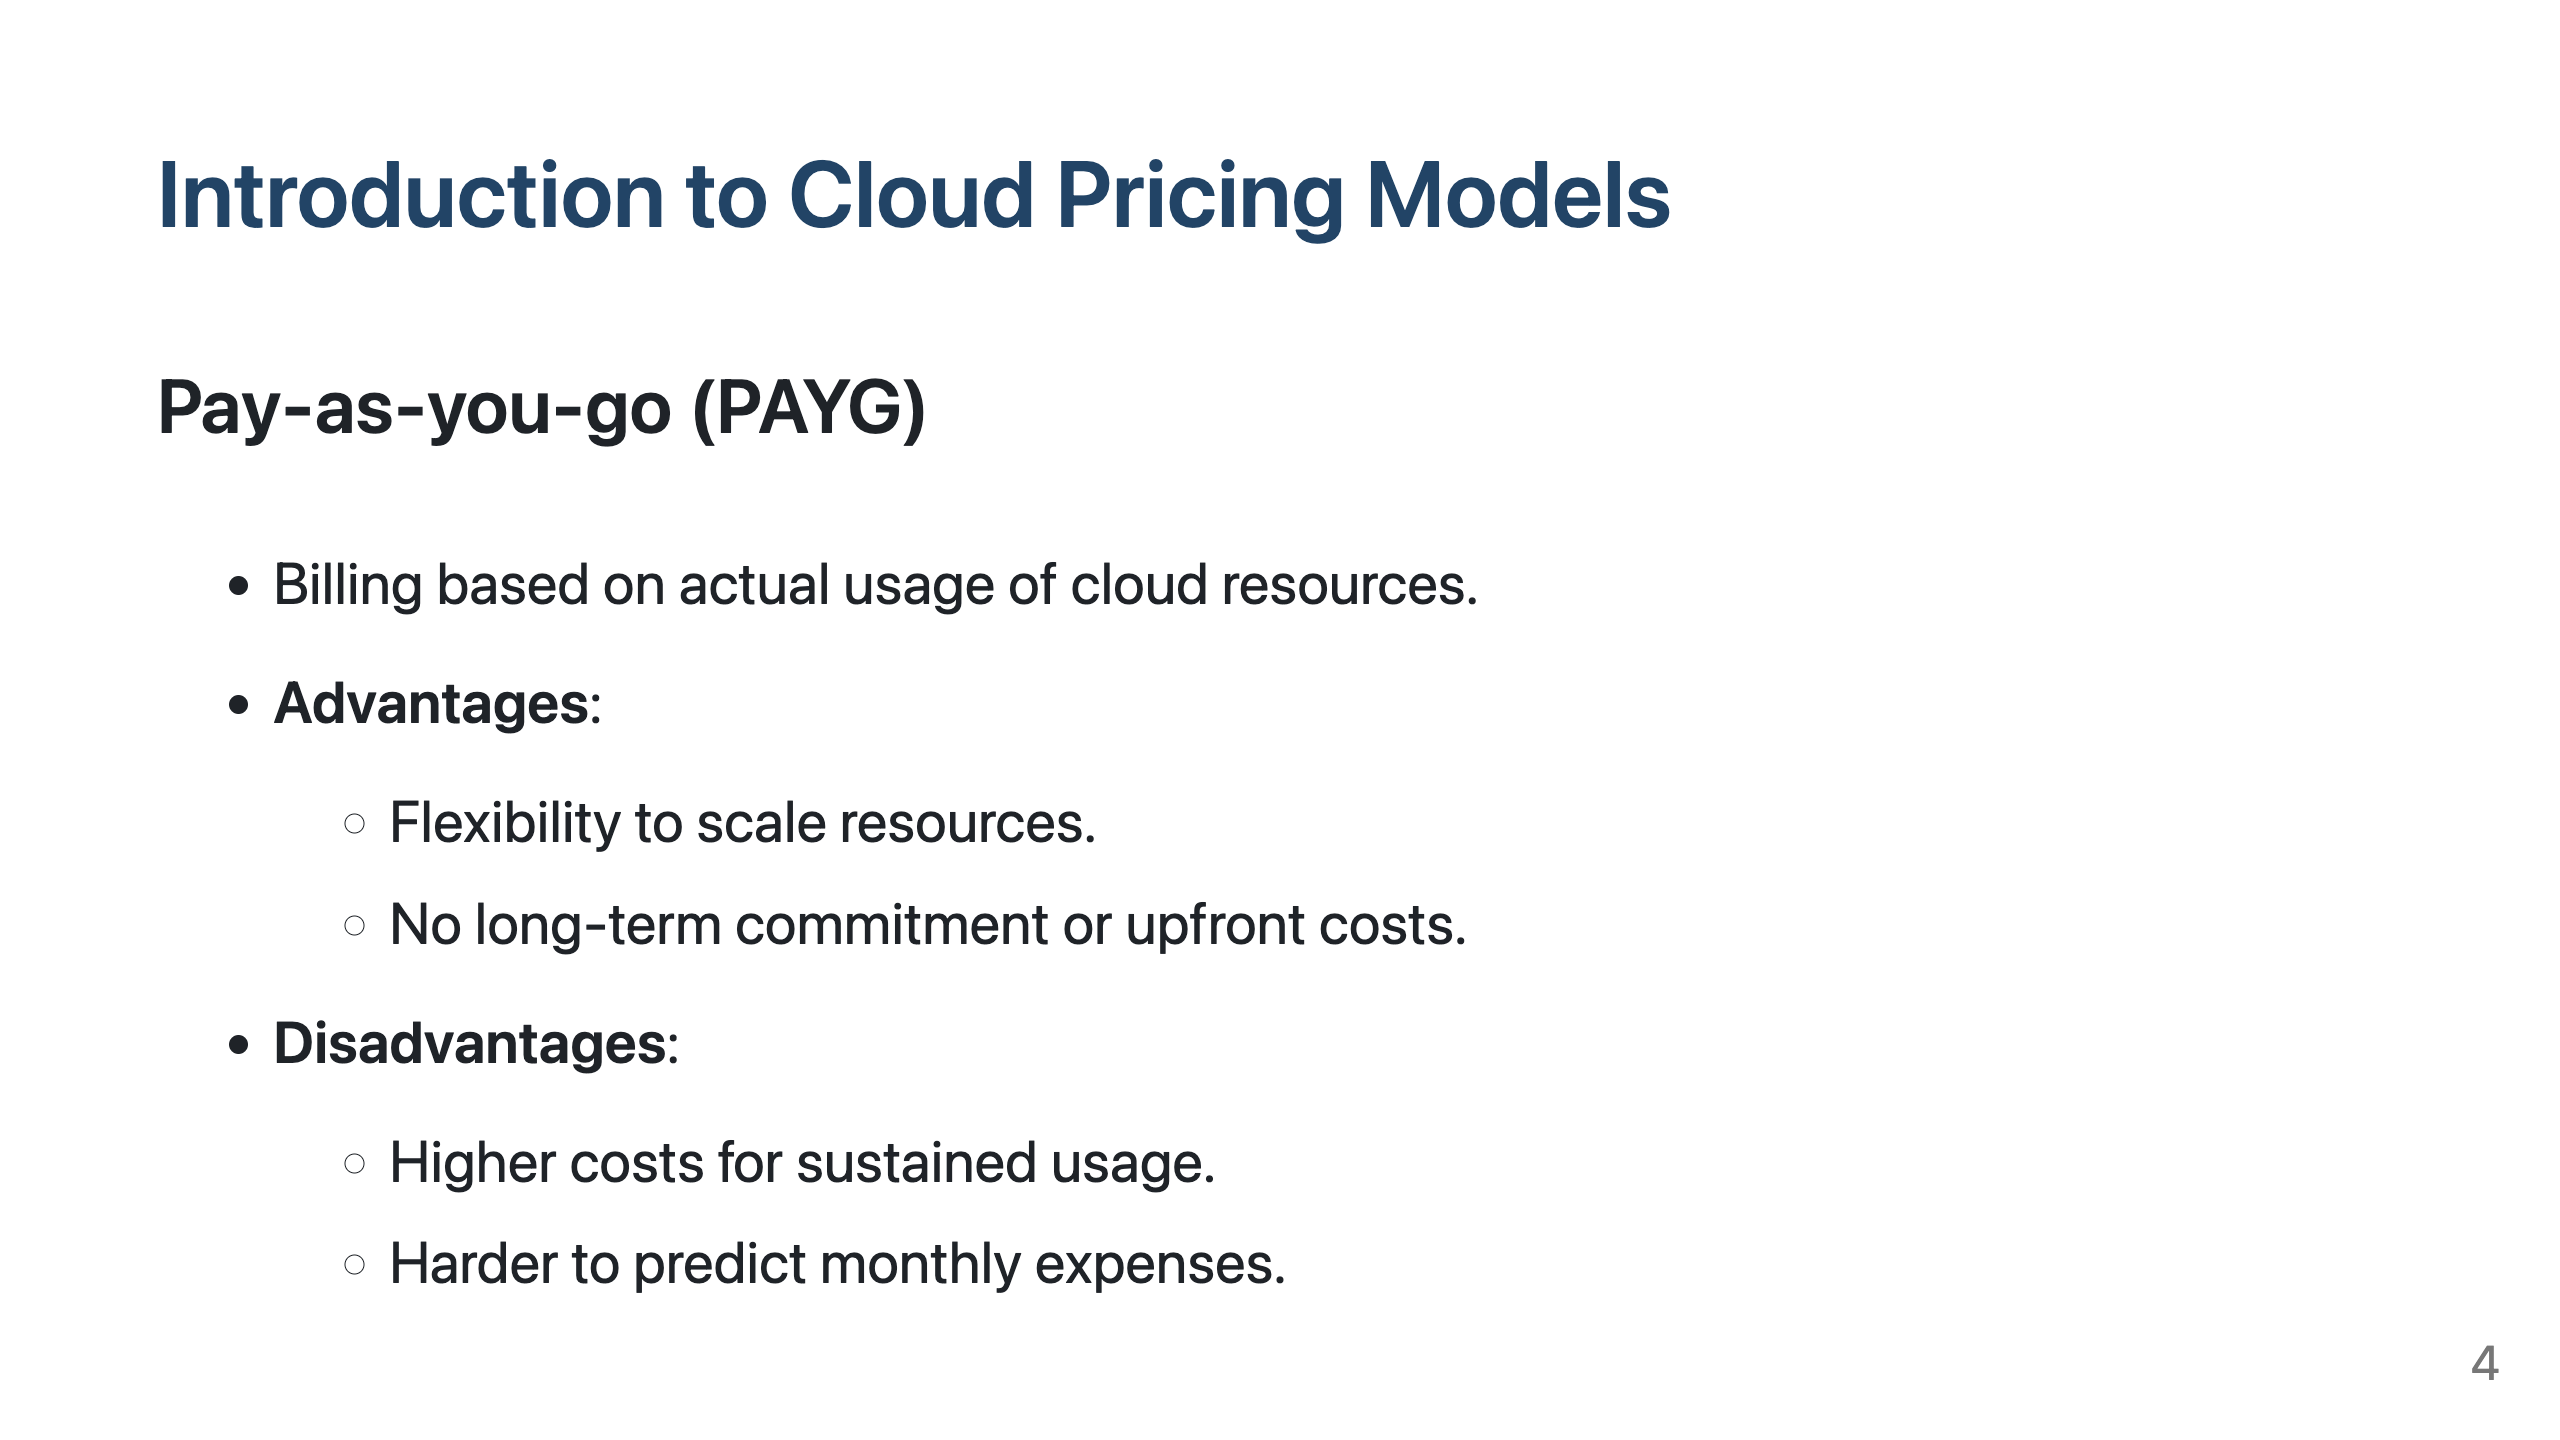 Introduction to Cloud Pricing Models
Pay-as-you-go (PAYG)
• Billing based on actual usage of cloud resources.
• Advantages:
○ Flexibility to scale resources.
○ No long-term commitment or upfront costs.
• Disadvantages:
○ Higher costs for sustained usage.
○ Harder to predict monthly expenses.
4